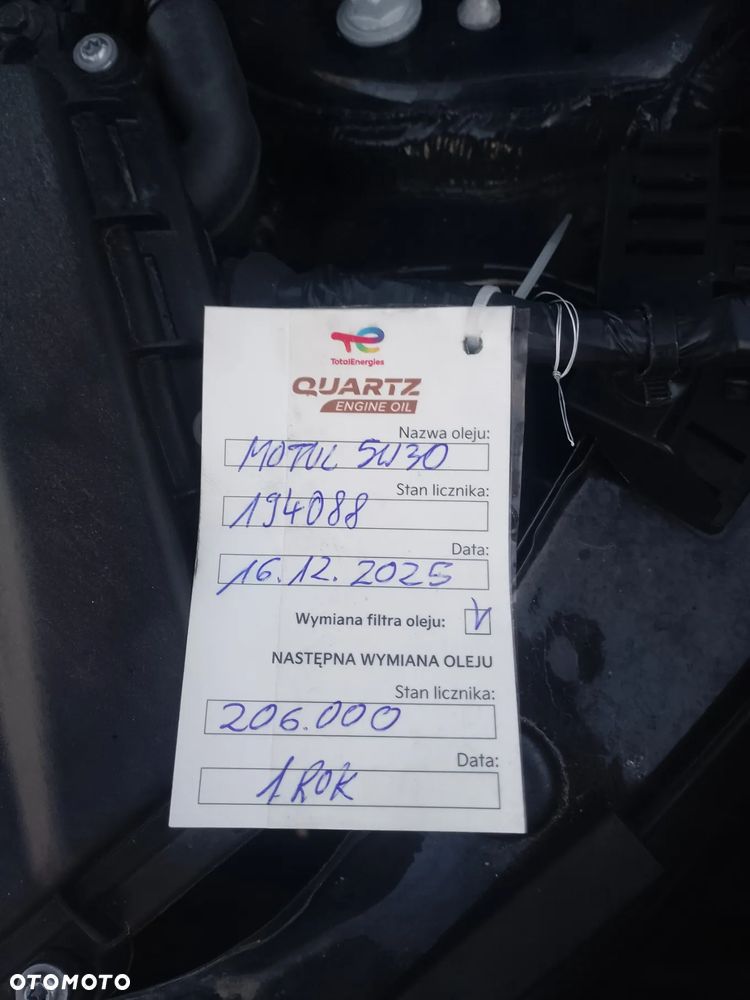 TotalEnergies
QUARTZ
ENGINE OIL
Nazwa oleju:
MOTUL 5W30
Stan licznika:
194088
Data:
16.12.2025
Wymiana filtra oleju: V
NASTĘPNA WYMIANA OLEJU
Stan licznika:
206.000
Data:
1 ROK
OTOMOTO